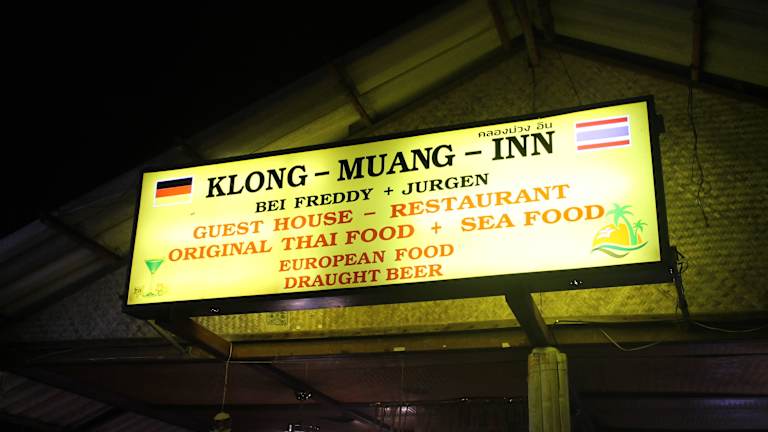 คลองม่วง อิน
KLONG - MUANG - INN
BEI FREDDY + JURGEN
GUEST HOUSE - RESTAURANT
ORIGINAL THAI FOOD + SEA FOOD
EUROPEAN FOOD
DRAUGHT BEER